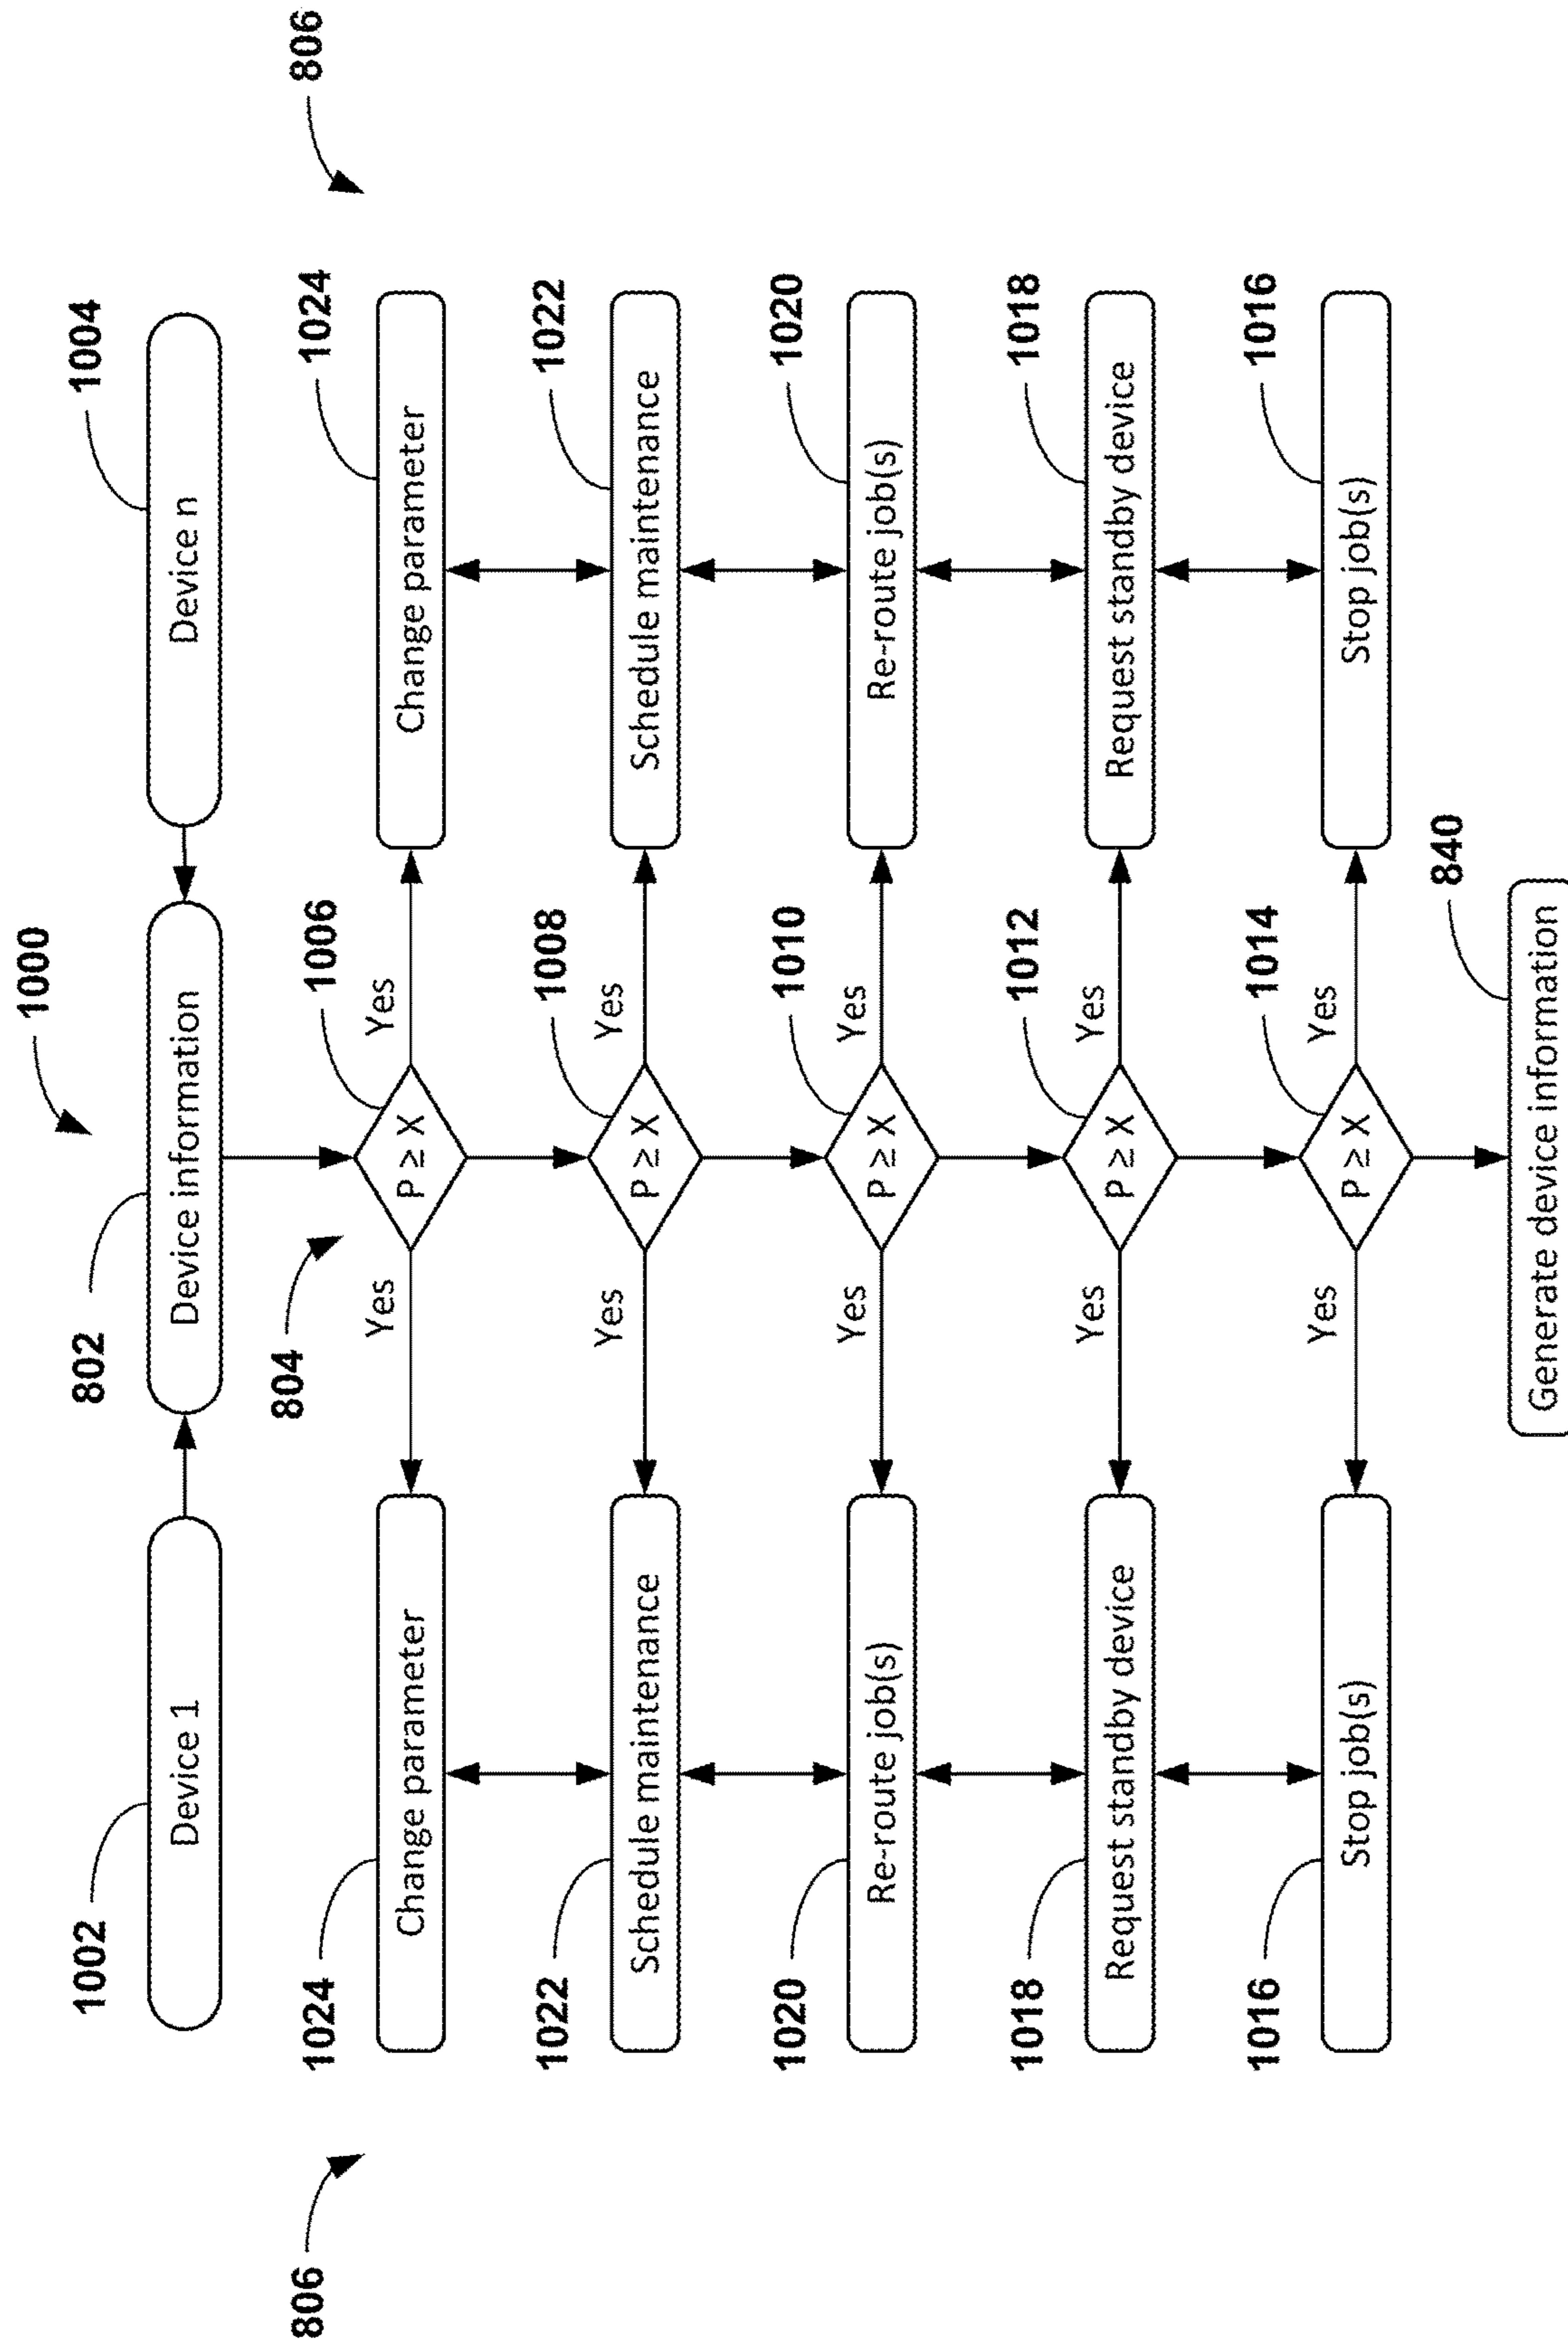 1000
1002
802
1004
Device 1
Device information
Device n
806
804
806
1024
Yes
1006
Yes
1024
Change parameter
P ≥ X
Change parameter
1022
Yes
1008
Yes
1022
Schedule maintenance
P ≥ X
Schedule maintenance
1020
Yes
1010
Yes
1020
Re-route job(s)
P ≥ X
Re-route job(s)
1018
Yes
1012
Yes
1018
Request standby device
P ≥ X
Request standby device
1016
Yes
1014
Yes
1016
Stop job(s)
P ≥ X
Stop job(s)
840
Generate device information